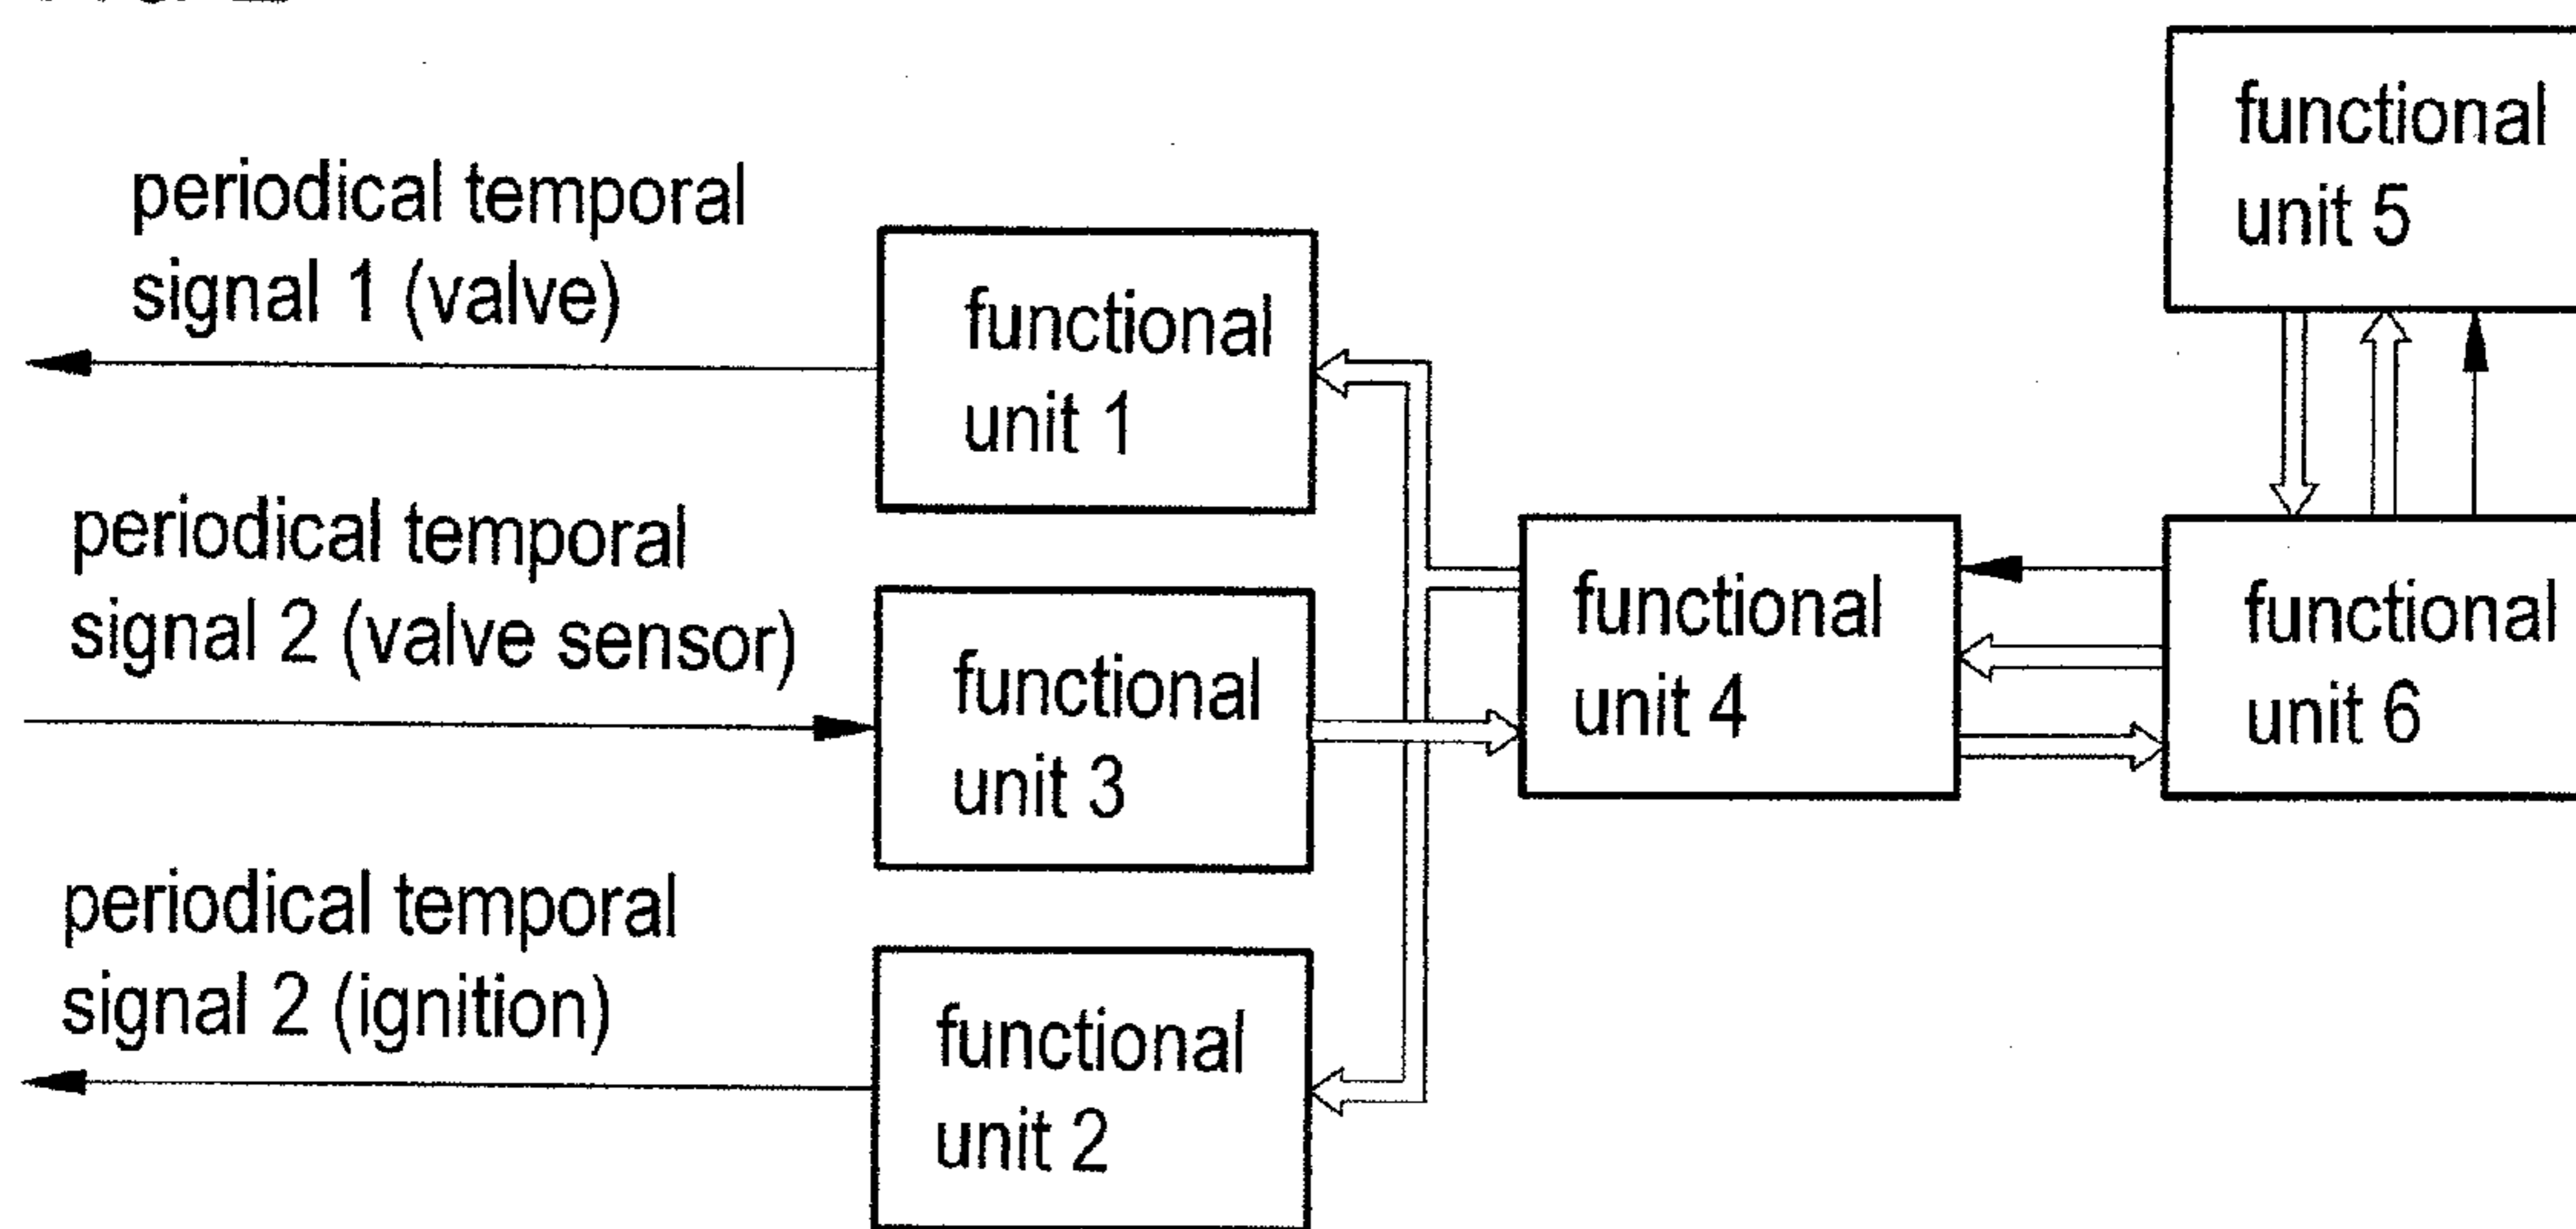 functional
unit 5
periodical temporal
signal 1 (valve)
functional
unit 1
periodical temporal
signal 2 (valve sensor)
functional
unit 3
functional
unit 4
functional
unit 6
periodical temporal
signal 2 (ignition)
functional
unit 2